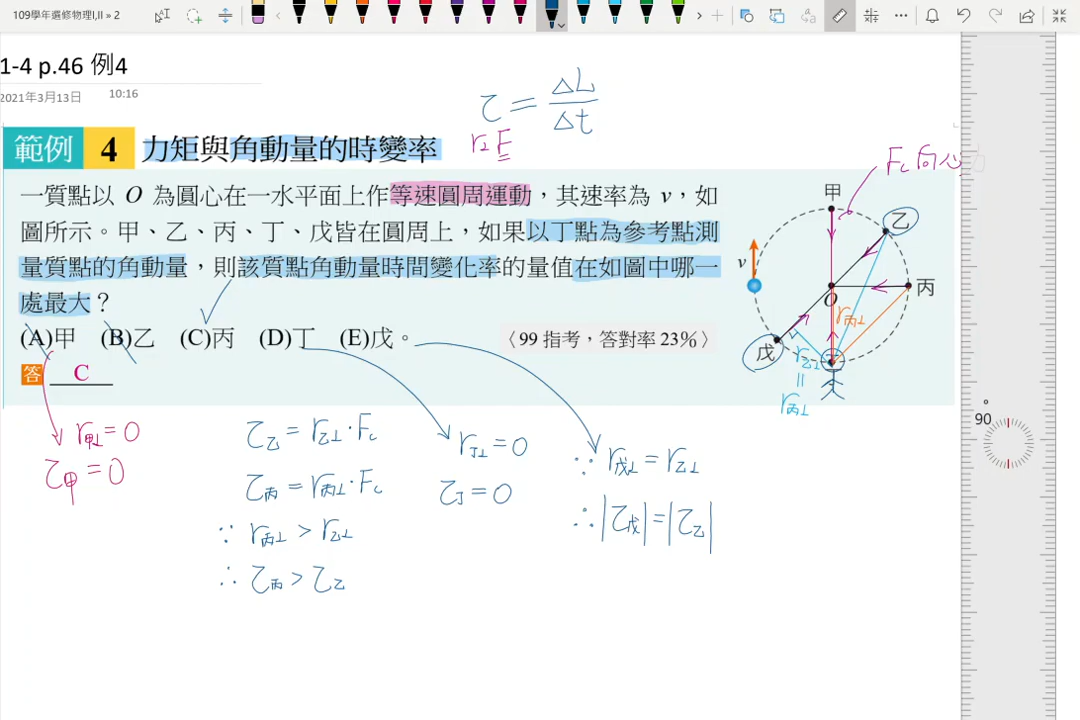 109學年選修物理I,II » 2
1-4 p.46 例4
2021年3月13日 10:16
τ = ΔL/Δt
r⊥F
範例 4 力矩與角動量的時變率
一質點以 O 為圓心在一水平面上作等速圓周運動,其速率為 v,如
圖所示。甲、乙、丙、丁、戊皆在圓周上,如果以丁點為參考點測
量質點的角動量,則該質點角動量時間變化率的量值在如圖中哪一
處最大?
(A)甲 (B)乙 (C)丙 (D)丁 (E)戊。 〈99 指考,答對率 23%〉
答 C
Fc 向心
甲
乙
v
丙
O
r丙⊥
戊
r乙⊥
=
r丙⊥
90°
r甲⊥ = 0
τ甲 = 0
τ乙 = r乙⊥·Fc
τ丙 = r丙⊥·Fc
∵ r丙⊥ > r乙⊥
∴ τ丙 > τ乙
r丁⊥ = 0
τ丁 = 0
∵ r戊⊥ = r乙⊥
∴ |τ戊| = |τ乙|